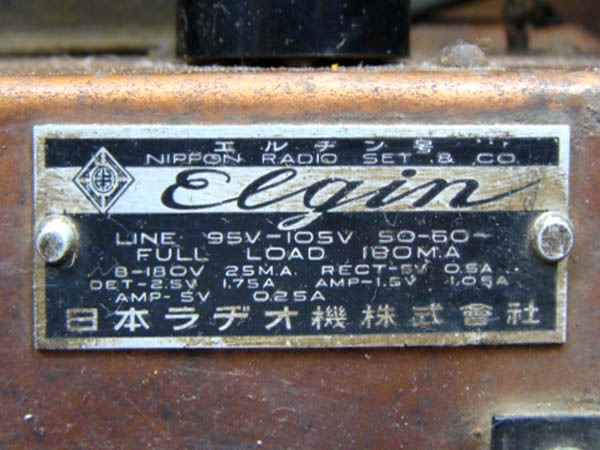 エルヂン号
NIPPON RADIO SET & CO.
Elgin
LINE 95V-105V 50-60~
FULL LOAD 180M.A
B-180V 25M.A. RECT-5V 0.5A
DET-2.5V 1.75A AMP-1.5V 1.05A
AMP-5V 0.25A
日本ラヂオ機株式會社